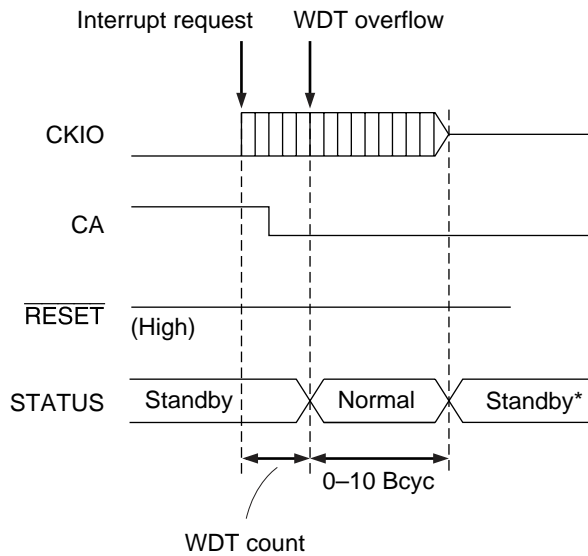 Interrupt request
WDT overflow
CKIO
CA
RESET
(High)
STATUS
Standby
Normal
Standby*
0–10 Bcyc
WDT count